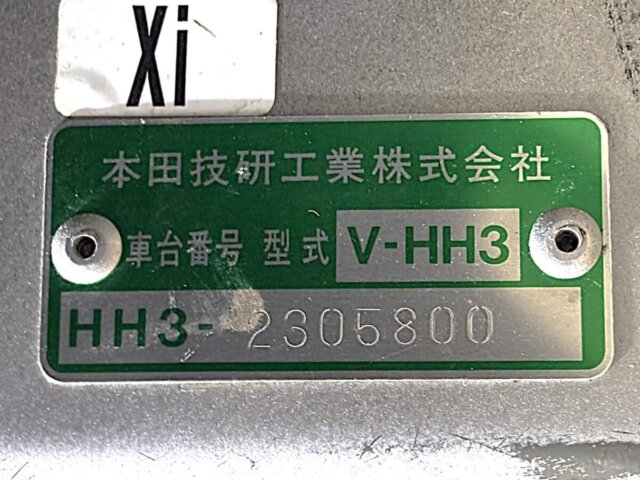 Xi
本田技研工業株式会社
車台番号 型式 V-HH3
HH3- 2305800